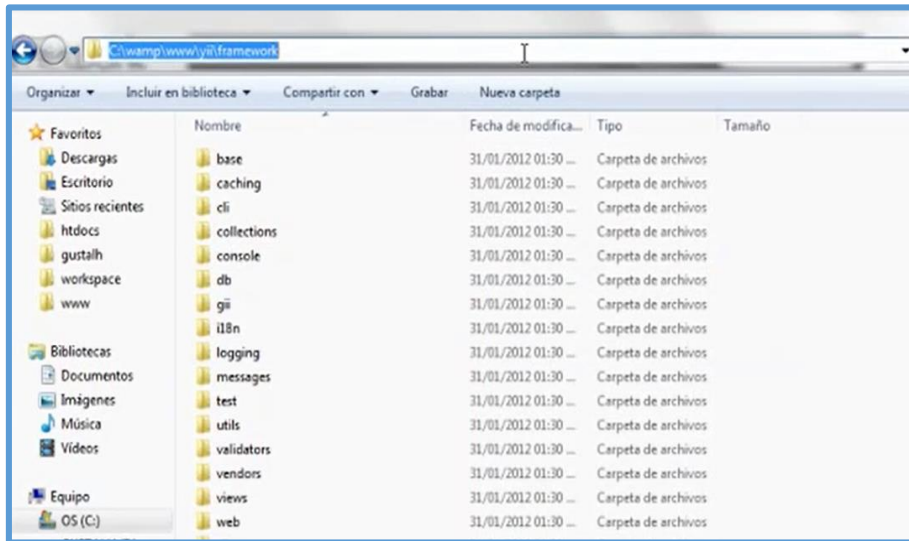 C:\wamp\www\yii\framework
Organizar Incluir en biblioteca Compartir con Grabar Nueva carpeta
Nombre Fecha de modifica... Tipo Tamaño
Favoritos
Descargas
Escritorio
Sitios recientes
htdocs
gustalh
workspace
www
Bibliotecas
Documentos
Imágenes
Música
Vídeos
Equipo
OS (C:)
base 31/01/2012 01:30 ... Carpeta de archivos
caching 31/01/2012 01:30 ... Carpeta de archivos
cli 31/01/2012 01:30 ... Carpeta de archivos
collections 31/01/2012 01:30 ... Carpeta de archivos
console 31/01/2012 01:30 ... Carpeta de archivos
db 31/01/2012 01:30 ... Carpeta de archivos
gii 31/01/2012 01:30 ... Carpeta de archivos
i18n 31/01/2012 01:30 ... Carpeta de archivos
logging 31/01/2012 01:30 ... Carpeta de archivos
messages 31/01/2012 01:30 ... Carpeta de archivos
test 31/01/2012 01:30 ... Carpeta de archivos
utils 31/01/2012 01:30 ... Carpeta de archivos
validators 31/01/2012 01:30 ... Carpeta de archivos
vendors 31/01/2012 01:30 ... Carpeta de archivos
views 31/01/2012 01:30 ... Carpeta de archivos
web 31/01/2012 01:30 ... Carpeta de archivos